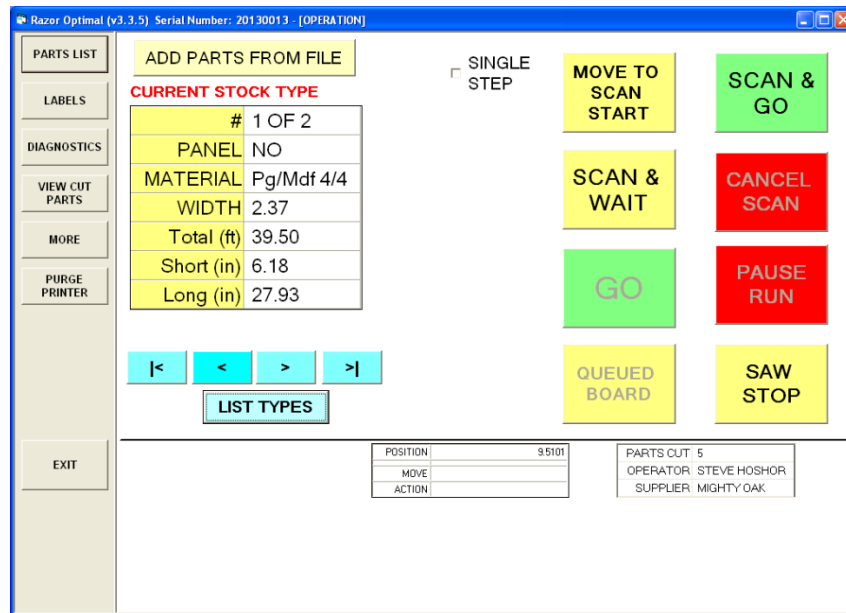 Razor Optimal (v3.3.5) Serial Number: 20130013 - [OPERATION]
PARTS LIST
LABELS
DIAGNOSTICS
VIEW CUT
PARTS
MORE
PURGE
PRINTER
EXIT
ADD PARTS FROM FILE
CURRENT STOCK TYPE
# 1 OF 2
PANEL NO
MATERIAL Pg/Mdf 4/4
WIDTH 2.37
Total (ft) 39.50
Short (in) 6.18
Long (in) 27.93
|< < > >|
LIST TYPES
SINGLE
STEP
MOVE TO
SCAN
START
SCAN &
GO
SCAN &
WAIT
CANCEL
SCAN
GO
PAUSE
RUN
QUEUED
BOARD
SAW
STOP
POSITION 9.5101
MOVE
ACTION
PARTS CUT 5
OPERATOR STEVE HOSHOR
SUPPLIER MIGHTY OAK